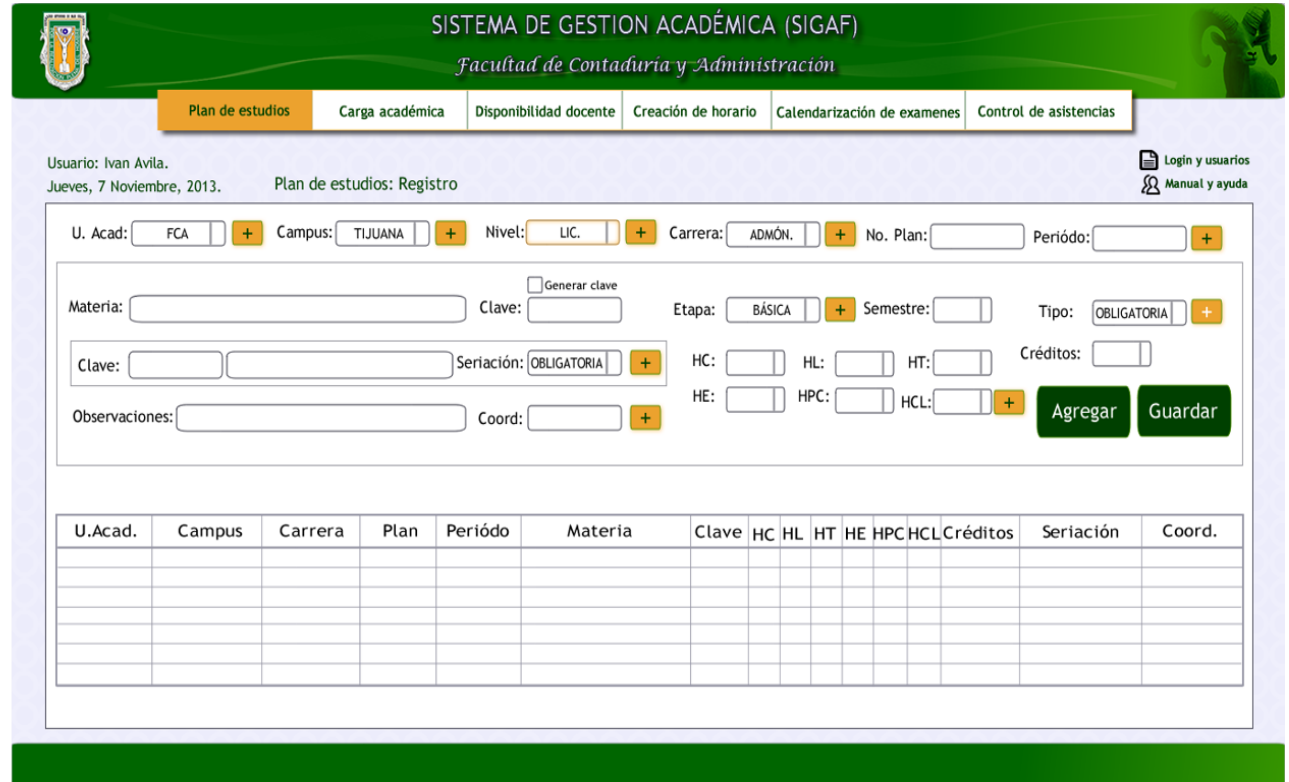 SISTEMA DE GESTION ACADÉMICA (SIGAF)
Facultad de Contaduría y Administración
Plan de estudios Carga académica Disponibilidad docente Creación de horario Calendarización de examenes Control de asistencias
Usuario: Ivan Avila.
Login y usuarios
Jueves, 7 Noviembre, 2013. Plan de estudios: Registro
Manual y ayuda
U. Acad: FCA + Campus: TIJUANA + Nivel: LIC. + Carrera: ADMÓN. + No. Plan: Periódo: +
Generar clave
Materia: Clave: Etapa: BÁSICA + Semestre: Tipo: OBLIGATORIA +
Clave: Seriación: OBLIGATORIA + HC: HL: HT: Créditos:
HE: HPC: HCL: +
Observaciones: Coord: + Agregar Guardar
U.Acad. Campus Carrera Plan Periódo Materia Clave HC HL HT HE HPC HCL Créditos Seriación Coord.